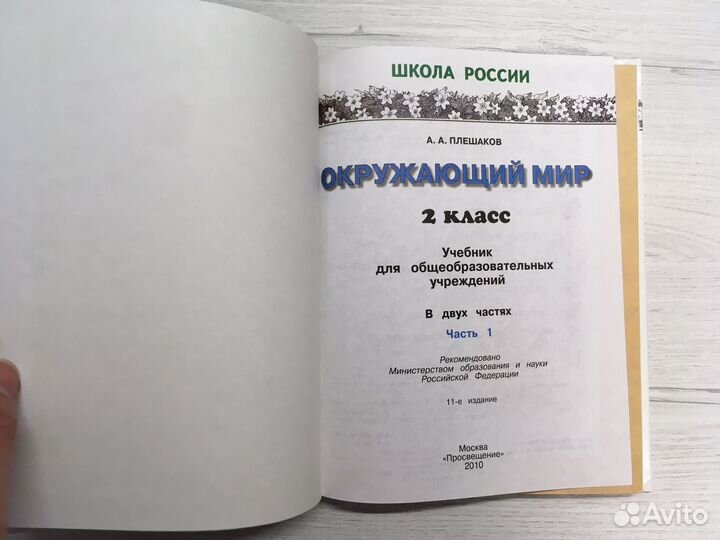 ШКОЛА РОССИИ
А. А. ПЛЕШАКОВ
ОКРУЖАЮЩИЙ МИР
2 класс
Учебник
для общеобразовательных
учреждений
В двух частях
Часть 1
Рекомендовано
Министерством образования и науки
Российской Федерации
11-е издание
Москва
«Просвещение»
2010
Avito